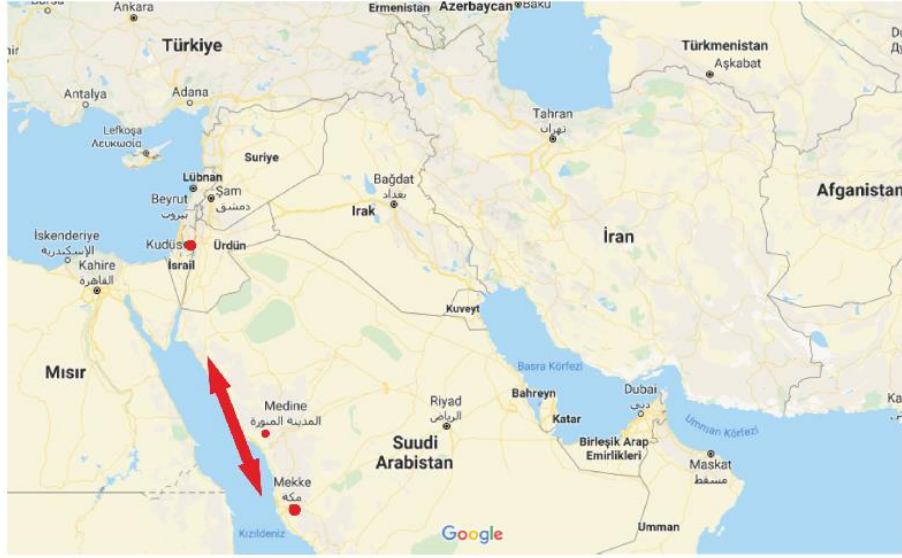 Ankara
Ermenistan
Azerbaycan
Bakü
Türkiye
Türkmenistan
Aşkabat
Antalya
Adana
Tahran
تهران
Lefkoşa
Λευκωσία
Suriye
Lübnan
Beyrut
بيروت
Şam
دمشق
Bağdat
بغداد
Irak
Afganistan
İskenderiye
الإسكندرية
Kudüs
Ürdün
İran
İsrail
Kahire
القاهرة
Kuveyt
Mısır
Basra Körfezi
Medine
المدينة المنورة
Riyad
الرياض
Bahreyn
Dubai
دبي
Katar
Umman Körfezi
Suudi
Arabistan
Birleşik Arap
Emirlikleri
Maskat
مسقط
Mekke
مكة
Kızıldeniz
Google
Umman